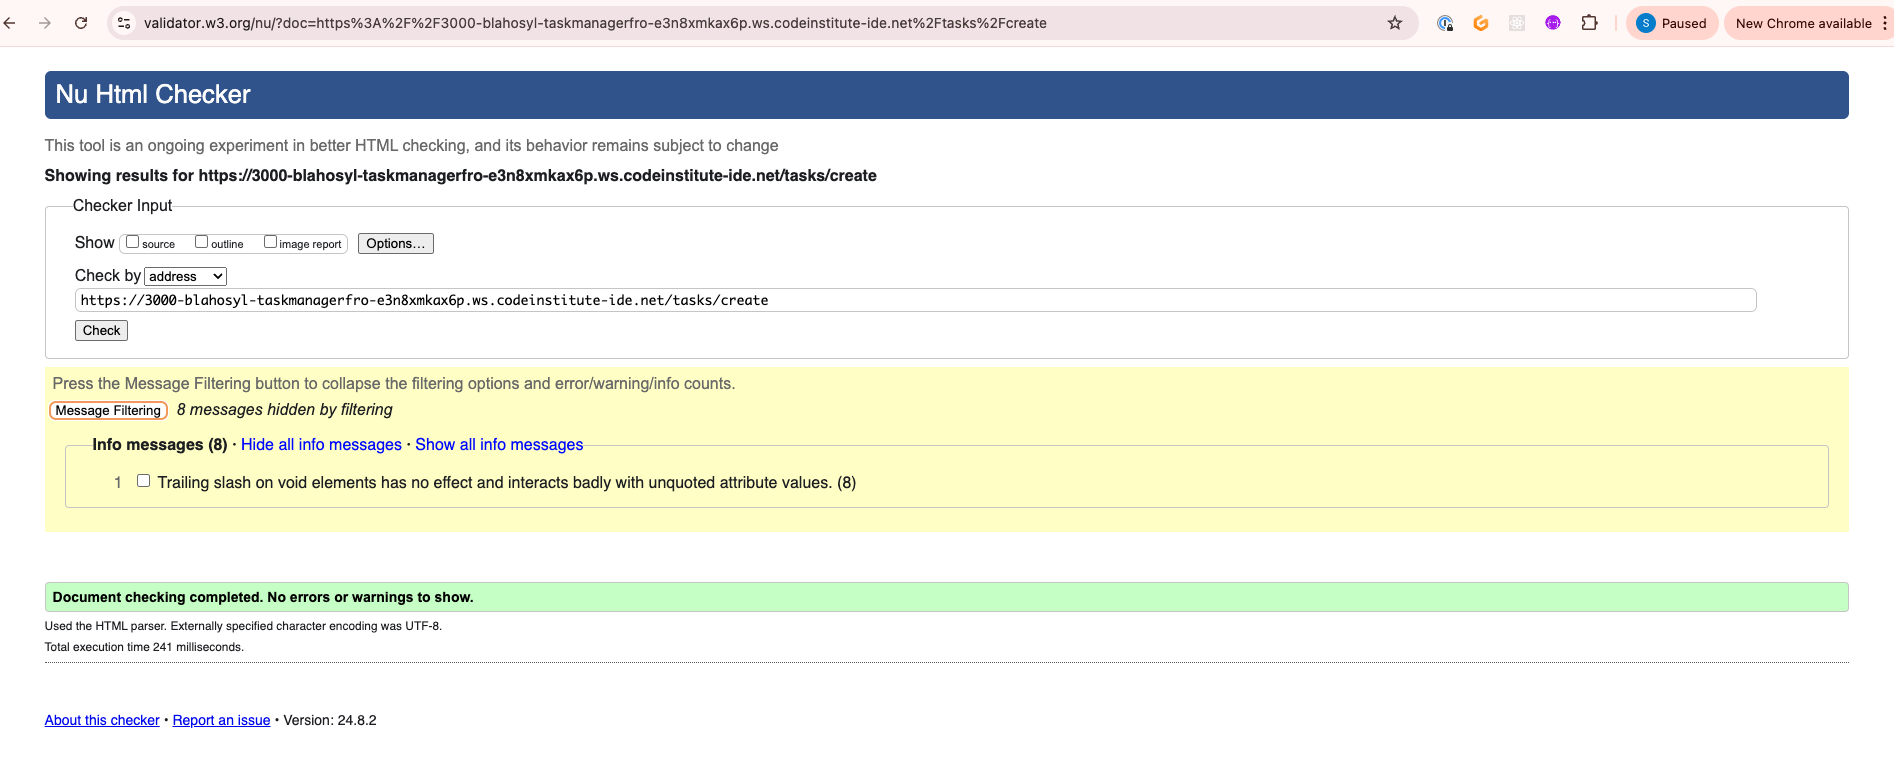 validator.w3.org/nu/?doc=https%3A%2F%2F3000-blahosyl-taskmanagerfro-e3n8xmkax6p.ws.codeinstitute-ide.net%2Ftasks%2Fcreate
S Paused
New Chrome available
Nu Html Checker
This tool is an ongoing experiment in better HTML checking, and its behavior remains subject to change
Showing results for https://3000-blahosyl-taskmanagerfro-e3n8xmkax6p.ws.codeinstitute-ide.net/tasks/create
Checker Input
Show source outline image report Options...
Check by address
https://3000-blahosyl-taskmanagerfro-e3n8xmkax6p.ws.codeinstitute-ide.net/tasks/create
Check
Press the Message Filtering button to collapse the filtering options and error/warning/info counts.
Message Filtering 8 messages hidden by filtering
Info messages (8) · Hide all info messages · Show all info messages
1 Trailing slash on void elements has no effect and interacts badly with unquoted attribute values. (8)
Document checking completed. No errors or warnings to show.
Used the HTML parser. Externally specified character encoding was UTF-8.
Total execution time 241 milliseconds.
About this checker • Report an issue • Version: 24.8.2